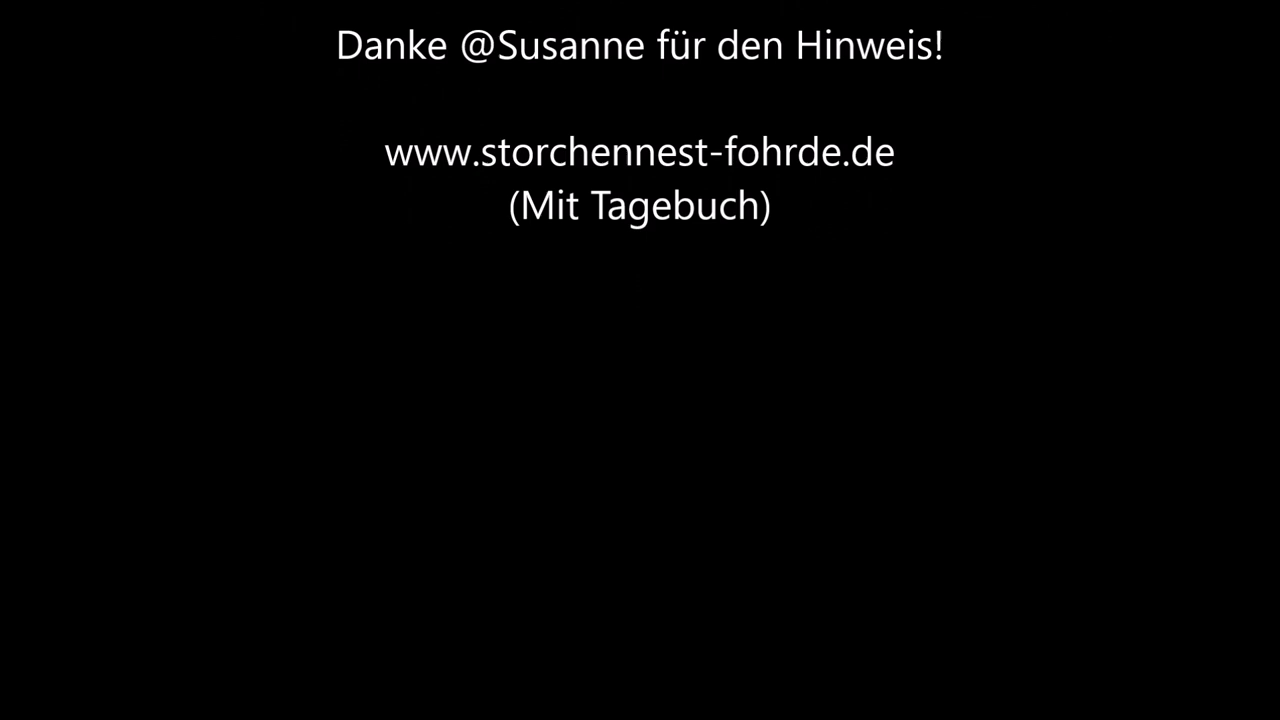 Danke @Susanne für den Hinweis!
www.storchennest-fohrde.de
(Mit Tagebuch)